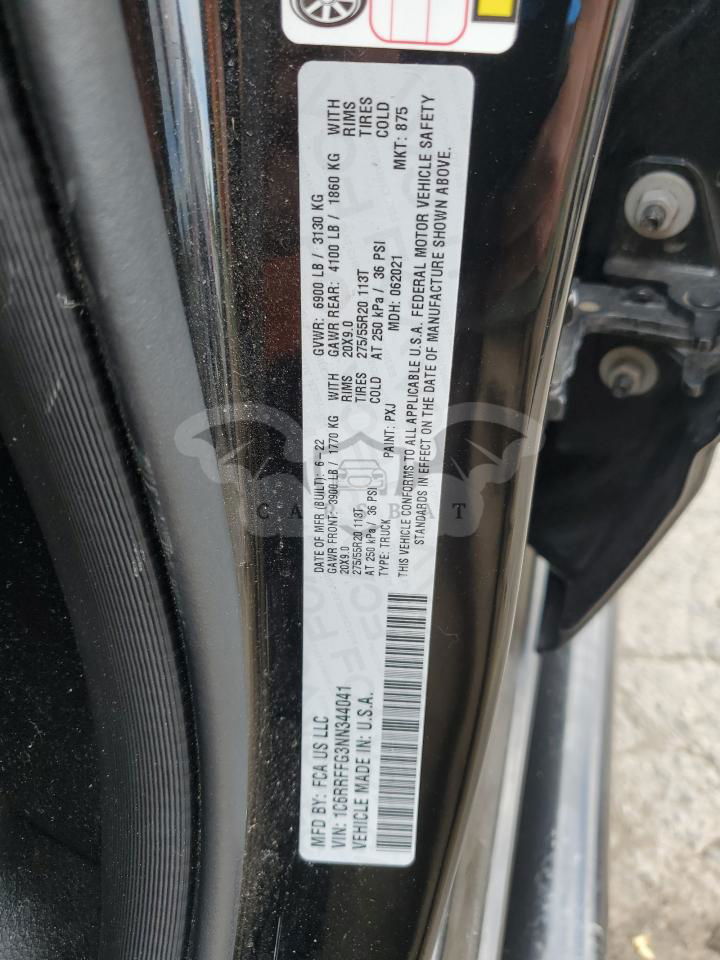 MFD BY: FCA US LLC
DATE OF MFR (BUILT): 6-22
GVWR: 6900 LB / 3130 KG
GAWR FRONT: 3900 LB / 1770 KG
WITH
GAWR REAR: 4100 LB / 1860 KG
WITH
20X9.0
RIMS
20X9.0
RIMS
275/55R20 113T
TIRES
275/55R20 113T
TIRES
AT 250 kPa / 36 PSI
COLD
AT 250 kPa / 36 PSI
COLD
VIN: 1C6RRFFG3NN344041
TYPE: TRUCK
PAINT: PXJ
MDH: 062021
MKT: 875
VEHICLE MADE IN: U.S.A.
THIS VEHICLE CONFORMS TO ALL APPLICABLE U.S.A. FEDERAL MOTOR VEHICLE SAFETY
STANDARDS IN EFFECT ON THE DATE OF MANUFACTURE SHOWN ABOVE.
CARSBAT